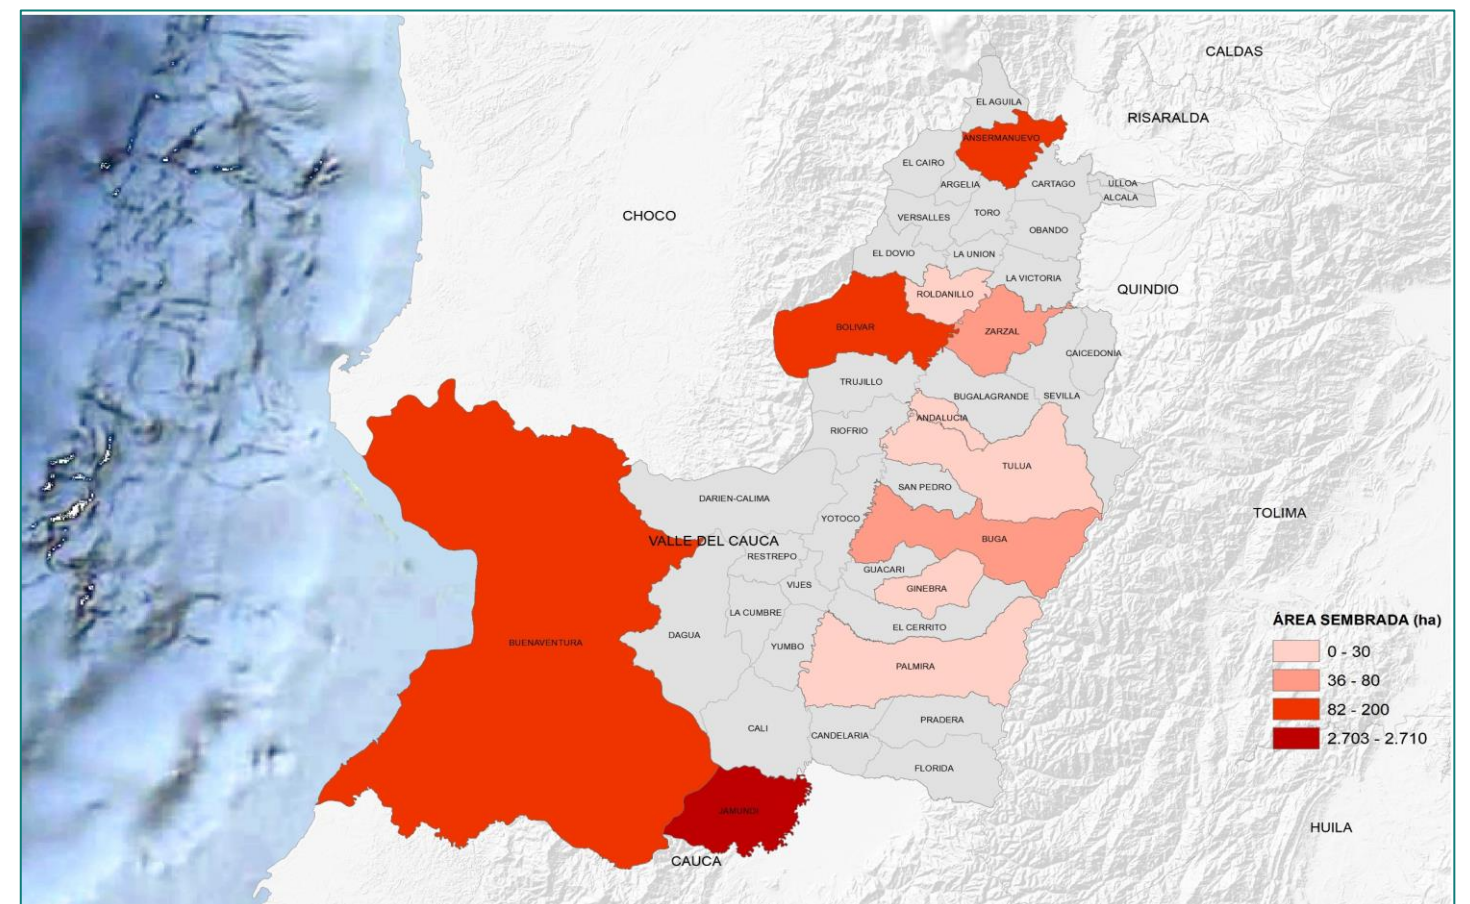 CALDAS
EL AGUILA
RISARALDA
ANSERMANUEVO
EL CAIRO
ARGELIA
CARTAGO
ULLOA
ALCALA
CHOCO
VERSALLES
TORO
OBANDO
EL DOVIO
LA UNION
LA VICTORIA
QUINDIO
ROLDANILLO
BOLIVAR
ZARZAL
CAICEDONIA
TRUJILLO
BUGALAGRANDE
SEVILLA
ANDALUCIA
RIOFRIO
TULUA
SAN PEDRO
DARIEN-CALIMA
TOLIMA
YOTOCO
VALLE DEL CAUCA
BUGA
RESTREPO
GUACARI
VIJES
GINEBRA
LA CUMBRE
EL CERRITO
DAGUA
BUENAVENTURA
YUMBO
PALMIRA
ÁREA SEMBRADA (ha)
0 - 30
36 - 80
82 - 200
2.703 - 2.710
PRADERA
CALI
CANDELARIA
FLORIDA
JAMUNDI
HUILA
CAUCA